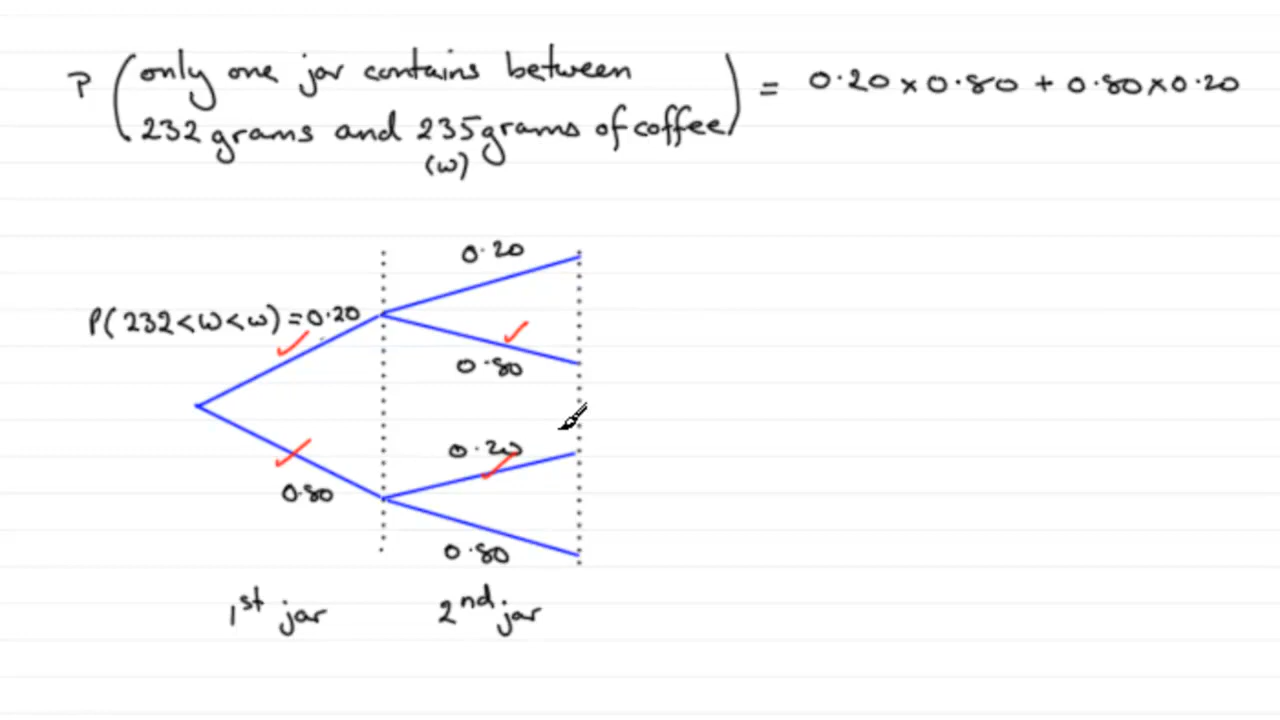 P (only one jar contains between
232 grams and 235 grams of coffee) = 0.20 × 0.80 + 0.80 × 0.20
(w)
0.20
P(232<w<w) = 0.20
0.80
0.20
0.80
0.80
1st jar 2nd jar